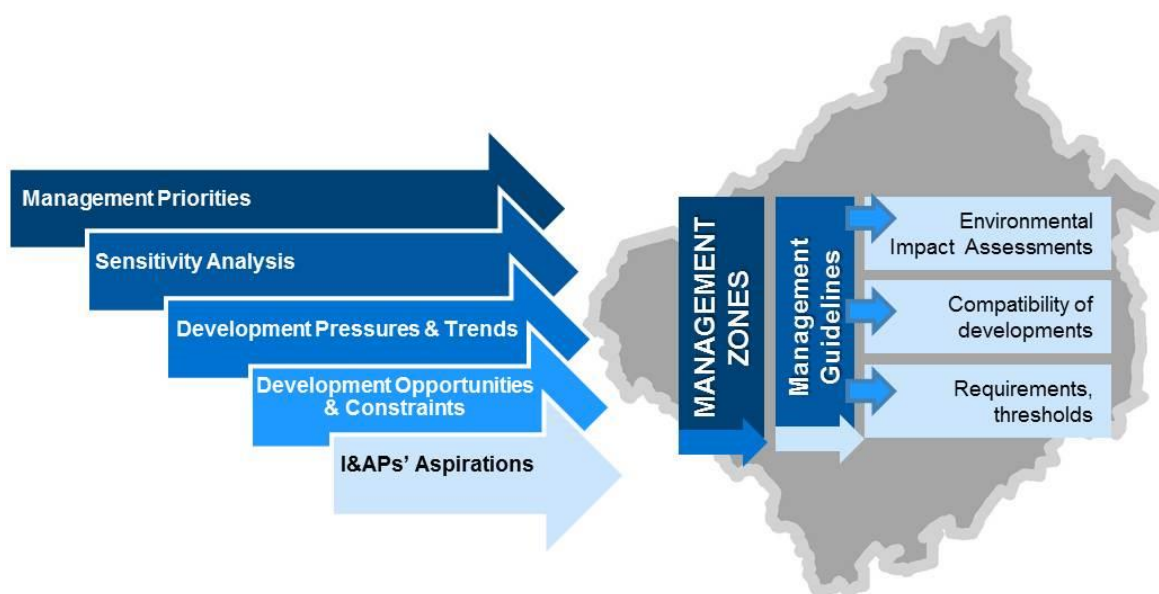 Management Priorities
Sensitivity Analysis
Development Pressures & Trends
Development Opportunities
& Constraints
I&APs' Aspirations
MANAGEMENT
ZONES
Management
Guidelines
Environmental
Impact Assessments
Compatibility of
developments
Requirements,
thresholds